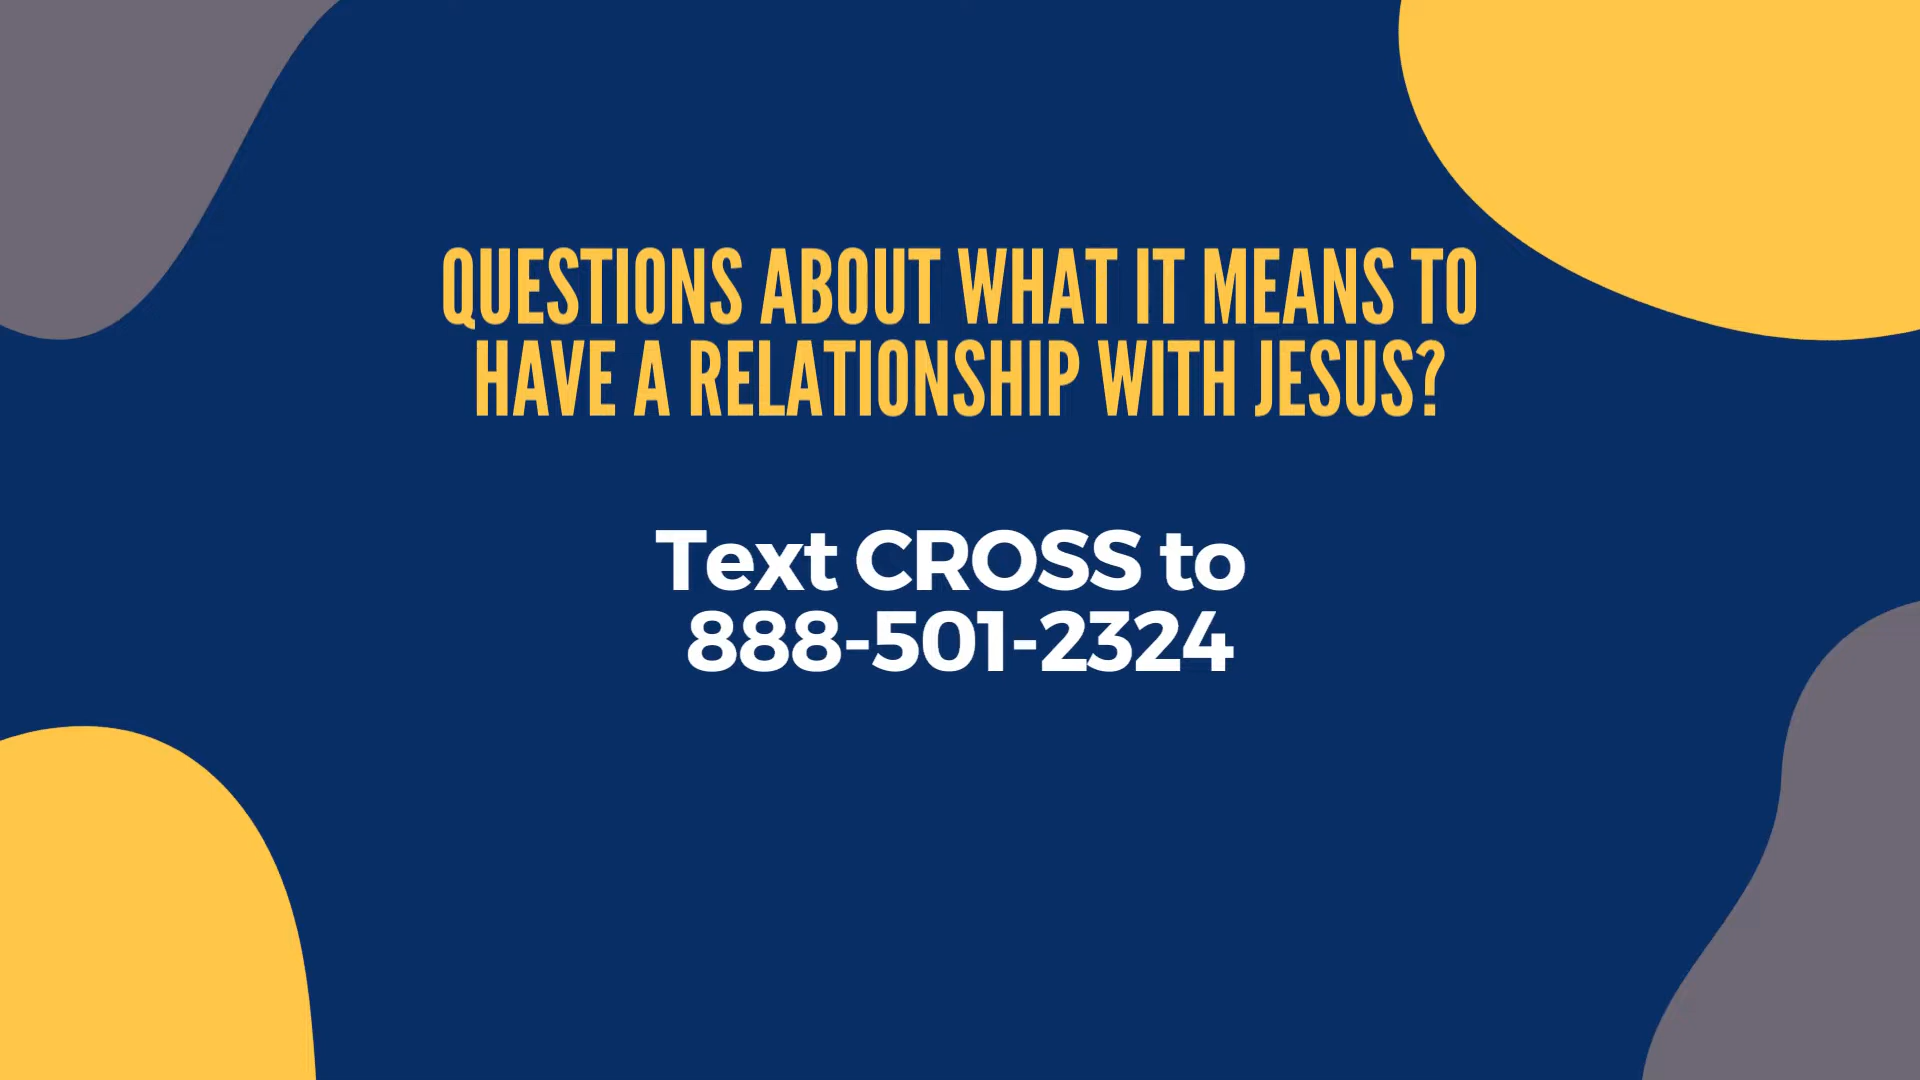 QUESTIONS ABOUT WHAT IT MEANS TO
HAVE A RELATIONSHIP WITH JESUS?
Text CROSS to
888-501-2324